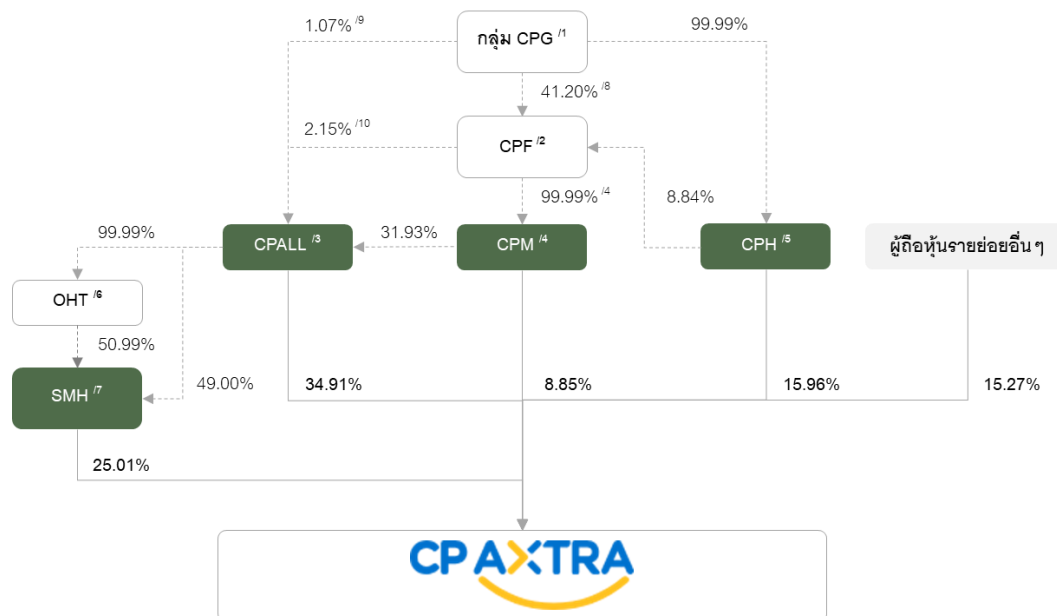 1.07% /9
กลุ่ม CPG /1
99.99%
41.20% /8
2.15% /10
CPF /2
99.99% /4
8.84%
99.99%
CPALL /3
31.93%
CPM /4
CPH /5
ผู้ถือหุ้นรายย่อยอื่นๆ
OHT /6
50.99%
SMH /7
49.00%
34.91%
8.85%
15.96%
15.27%
25.01%
CP AXTRA